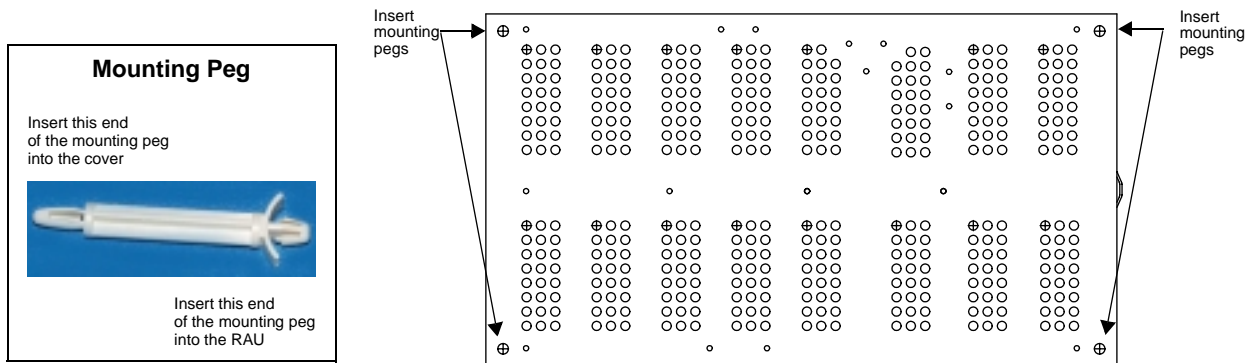 Mounting Peg
Insert this end
of the mounting peg
into the cover
Insert this end
of the mounting peg
into the RAU
Insert
mounting
pegs
Insert
mounting
pegs